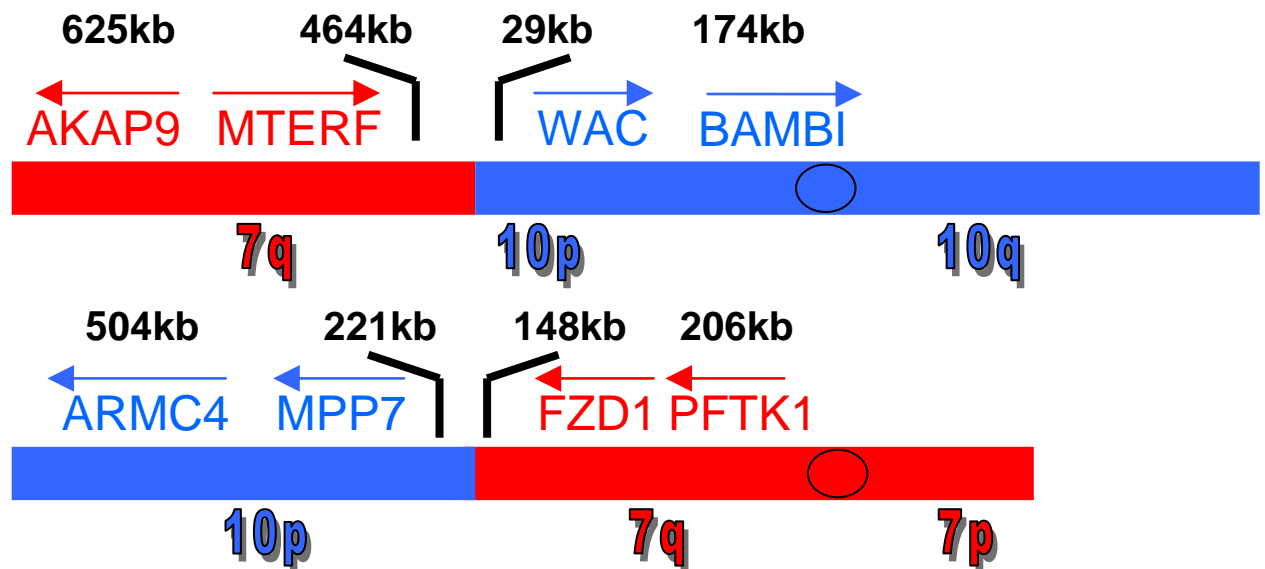 625kb 464kb 29kb 174kb
AKAP9 MTERF WAC BAMBI
7q 10p 10q
504kb 221kb 148kb 206kb
ARMC4 MPP7 FZD1 PFTK1
10p 7q 7p